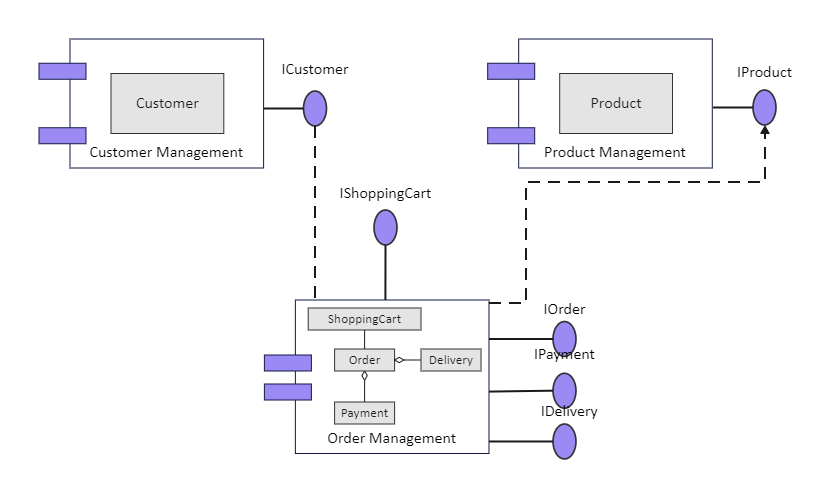 ICustomer
Customer
Customer Management
IProduct
Product
Product Management
IShoppingCart
ShoppingCart
Order
Delivery
Payment
Order Management
IOrder
IPayment
IDelivery